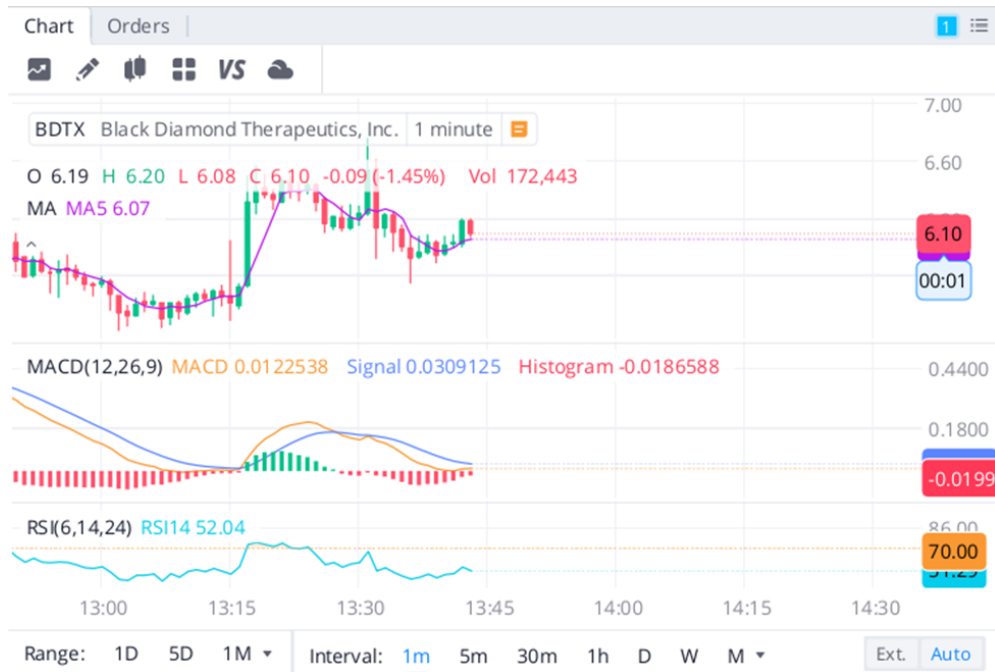 Chart Orders 1
VS
7.00
BDTX Black Diamond Therapeutics, Inc. 1 minute
6.60
O 6.19 H 6.20 L 6.08 C 6.10 -0.09 (-1.45%) Vol 172,443
MA MA5 6.07
6.10
00:01
MACD(12,26,9) MACD 0.0122538 Signal 0.0309125 Histogram -0.0186588
0.4400
0.1800
-0.0199
RSI(6,14,24) RSI14 52.04
86.00
70.00
13:00 13:15 13:30 13:45 14:00 14:15 14:30
Range: 1D 5D 1M Interval: 1m 5m 30m 1h D W M Ext. Auto